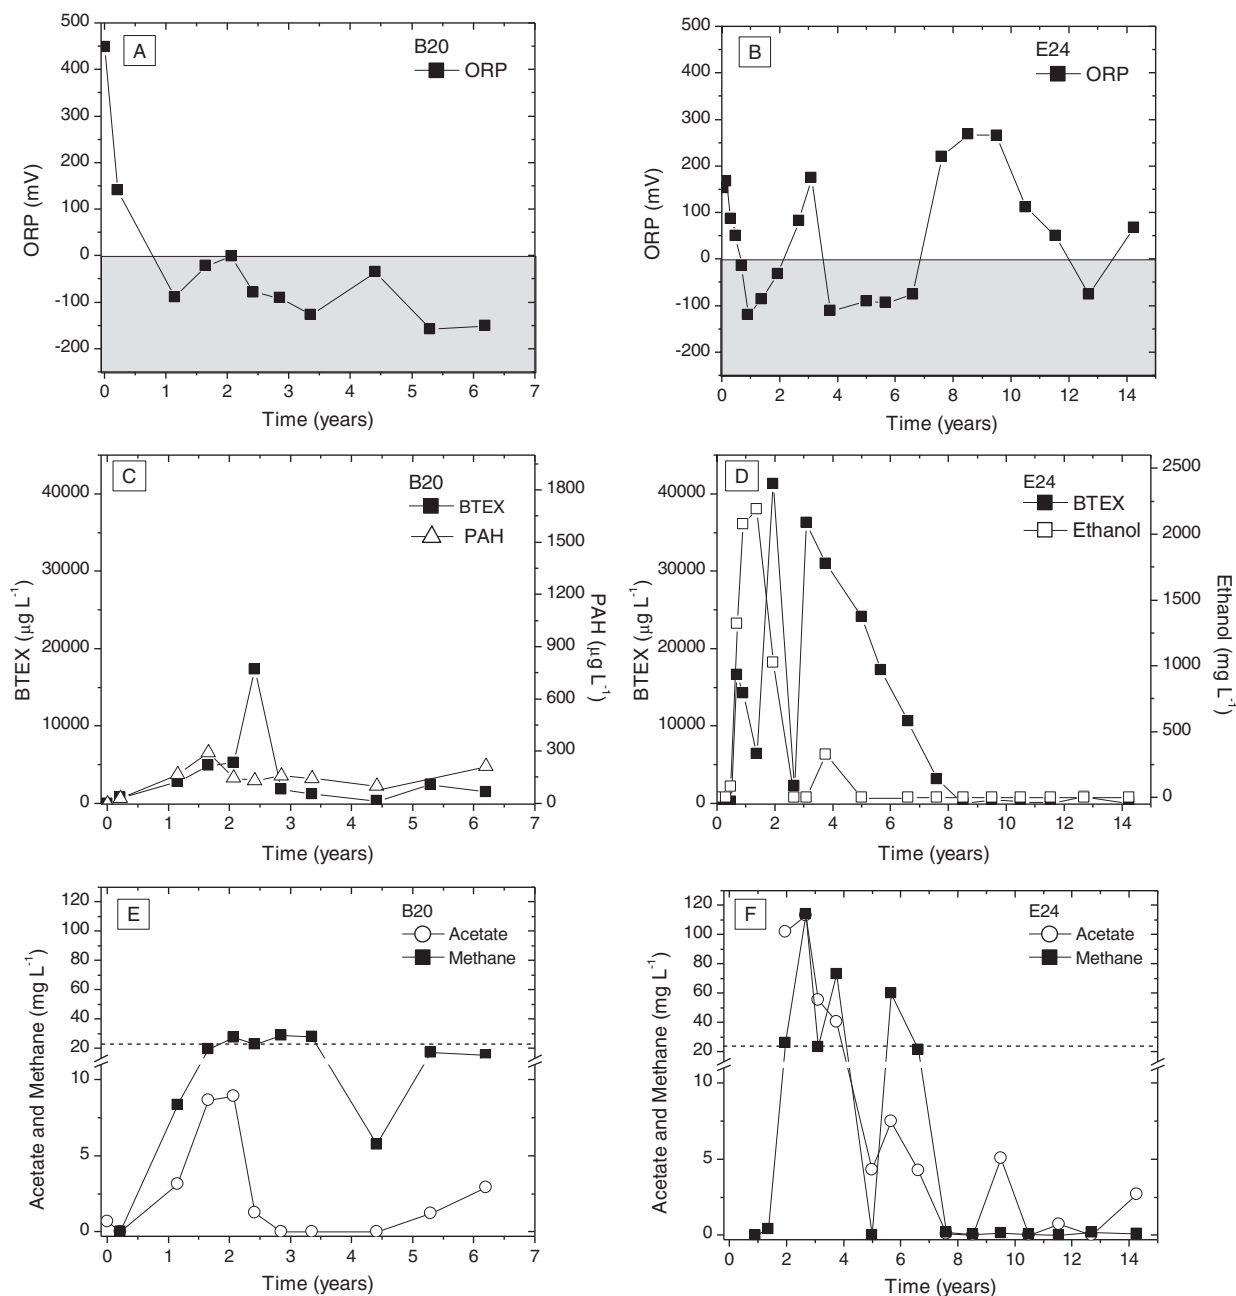 A
B20
ORP
500
400
300
200
100
0
-100
-200
ORP (mV)
0 1 2 3 4 5 6 7
Time (years)
B
E24
ORP
500
400
300
200
100
0
-100
-200
ORP (mV)
0 2 4 6 8 10 12 14
Time (years)
C
B20
BTEX
PAH
40000
30000
20000
10000
0
BTEX (μg L-1)
1800
1500
1200
900
600
300
0
PAH (μg L-1)
0 1 2 3 4 5 6 7
Time (years)
D
E24
BTEX
Ethanol
40000
30000
20000
10000
0
BTEX (μg L-1)
2500
2000
1500
1000
500
0
Ethanol (mg L-1)
0 2 4 6 8 10 12 14
Time (years)
E
B20
Acetate
Methane
120
100
80
60
40
20
10
5
0
Acetate and Methane (mg L-1)
0 1 2 3 4 5 6 7
Time (years)
F
E24
Acetate
Methane
120
100
80
60
40
20
10
5
0
Acetate and Methane (mg L-1)
0 2 4 6 8 10 12 14
Time (years)